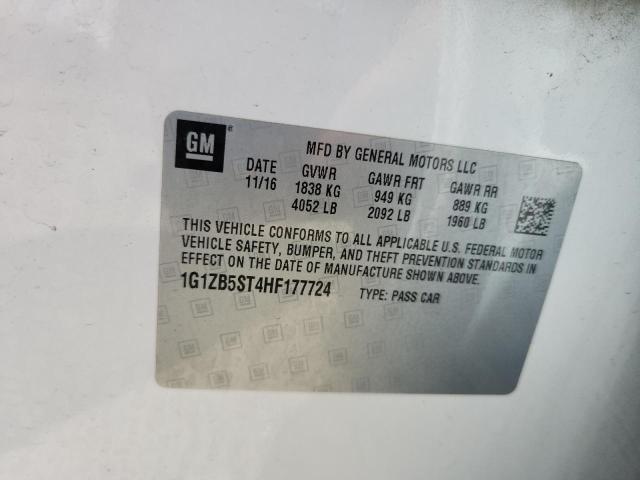 GM
MFD BY GENERAL MOTORS LLC
DATE GVWR GAWR FRT GAWR RR
11/16 1838 KG 949 KG 889 KG
4052 LB 2092 LB 1960 LB
THIS VEHICLE CONFORMS TO ALL APPLICABLE U.S. FEDERAL MOTOR
VEHICLE SAFETY, BUMPER, AND THEFT PREVENTION STANDARDS IN
EFFECT ON THE DATE OF MANUFACTURE SHOWN ABOVE.
1G1ZB5ST4HF177724 TYPE: PASS CAR